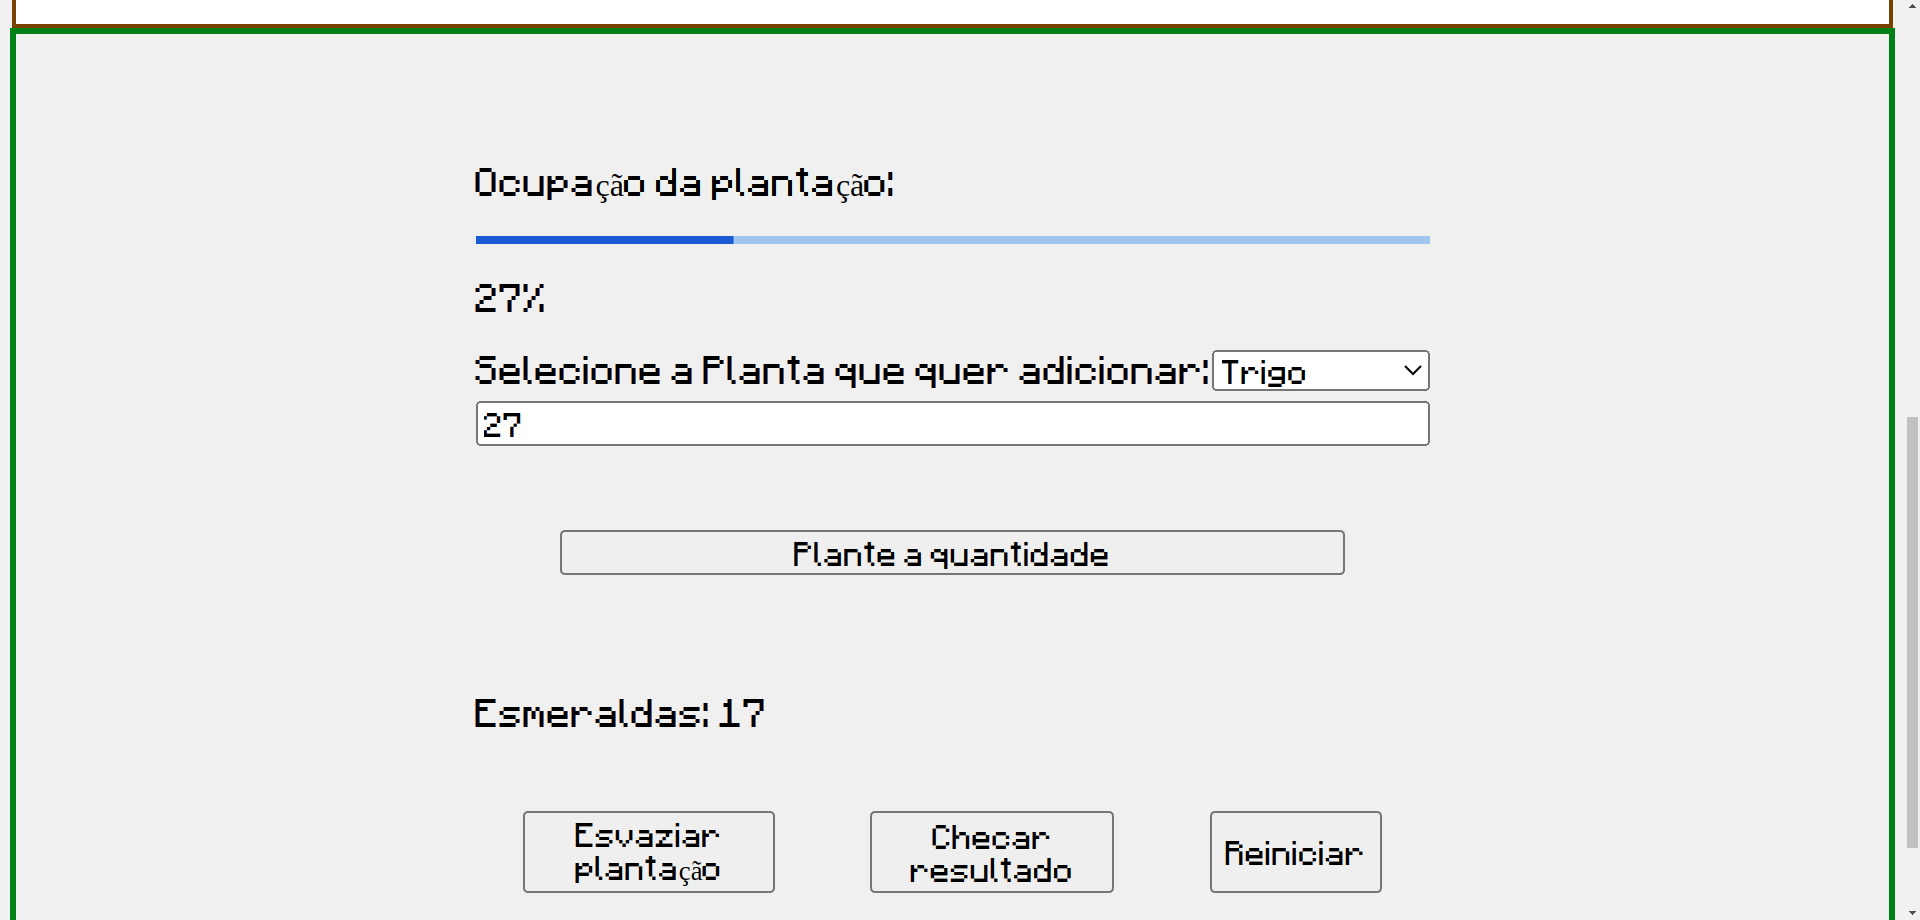 Ocupação da plantação:
27%
Selecione a Planta que quer adicionar: Trigo
27
Plante a quantidade
Esmeraldas: 17
Esvaziar
plantação
Checar
resultado
Reiniciar